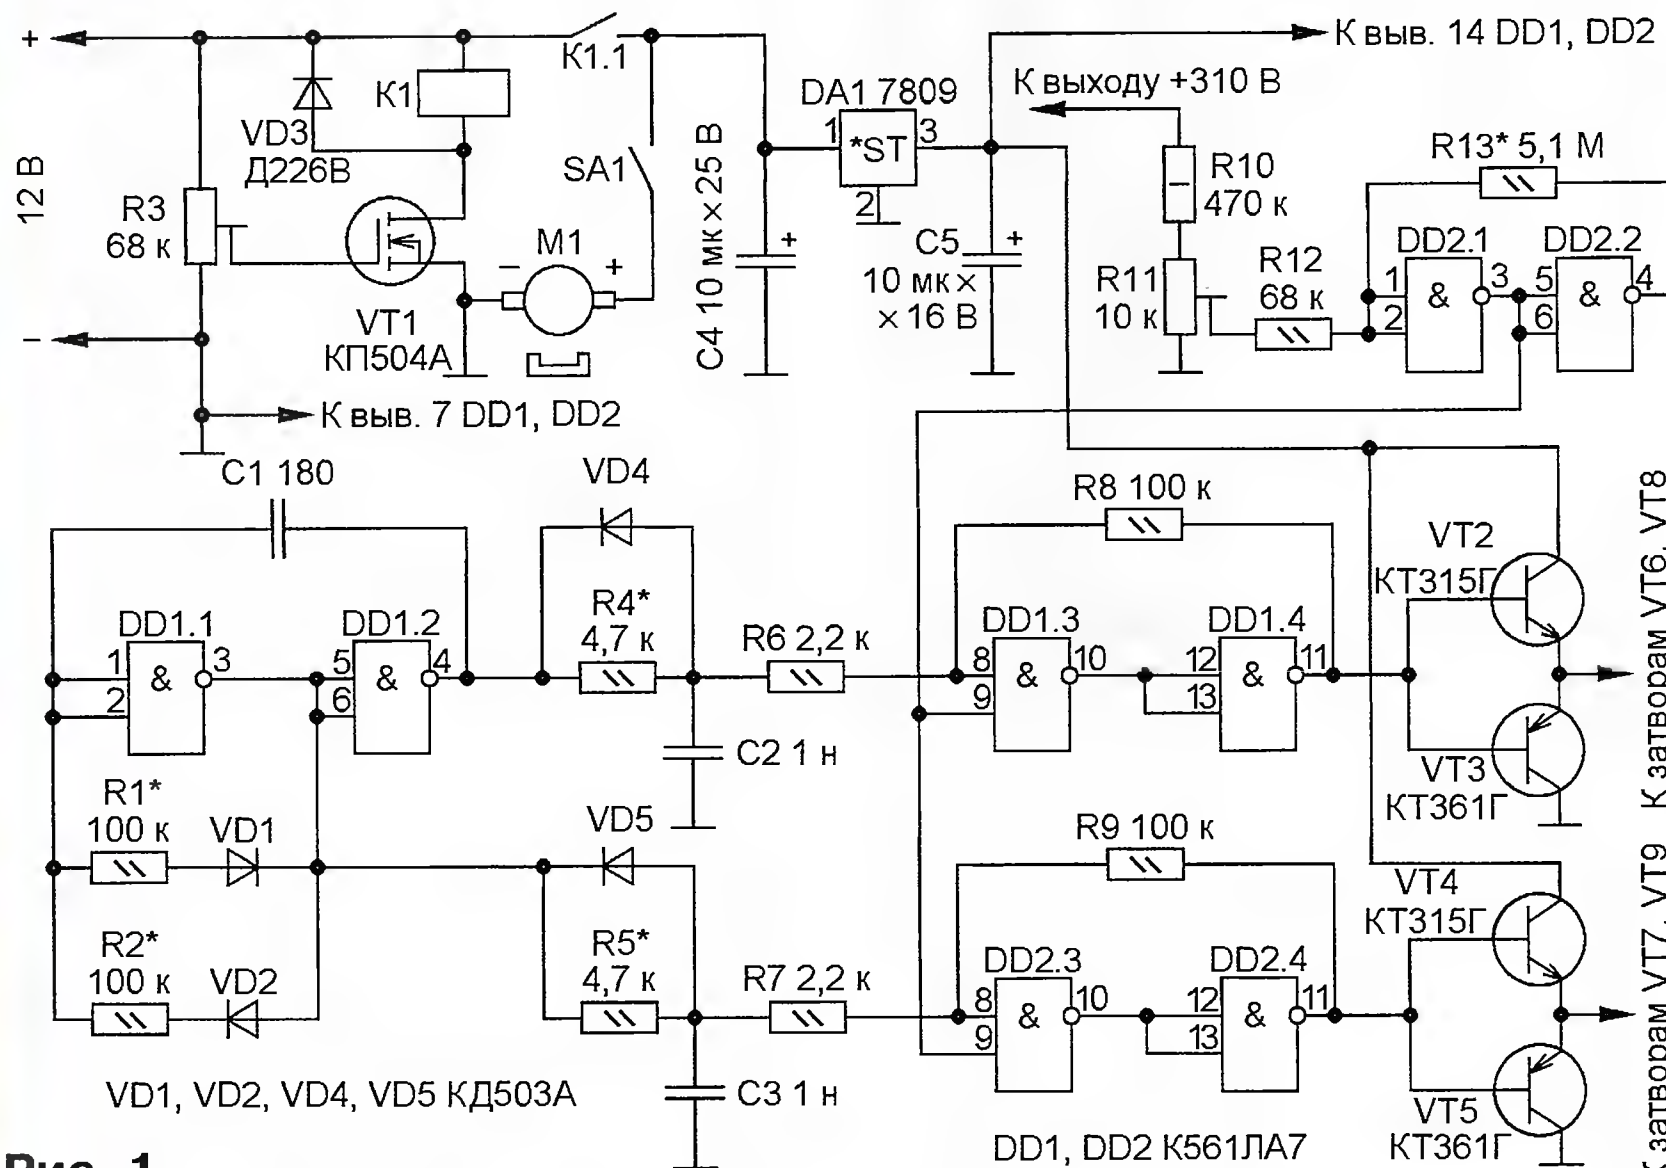 +
К1.1
К выв. 14 DD1, DD2
К1
VD3
Д226В
12 В
R3
68 к
VT1
КП504А
−
М1
− +
SA1
C4 10 мк × 25 В
+
DA1 7809
1 *ST 3
2
C5 +
10 мк ×
× 16 В
К выходу +310 В
R10
470 к
R11
10 к
R12
68 к
R13* 5,1 М
DD2.1
1 & 3
2
DD2.2
5 & 4
6
К выв. 7 DD1, DD2
C1 180
VD4
R4*
4,7 к
R6 2,2 к
R8 100 к
DD1.1
1 & 3
2
DD1.2
5 & 4
6
C2 1 н
DD1.3
8 & 10
9
DD1.4
12 & 11
13
VT2
КТ315Г
VT3
КТ361Г
К затворам VT6, VT8
R1*
100 к
VD1
R2*
100 к
VD2
VD5
R5*
4,7 к
R7 2,2 к
R9 100 к
C3 1 н
DD2.3
8 & 10
9
DD2.4
12 & 11
13
VT4
КТ315Г
VT5
КТ361Г
К затворам VT7, VT9
VD1, VD2, VD4, VD5 КД503А
DD1, DD2 К561ЛА7
Рис. 1